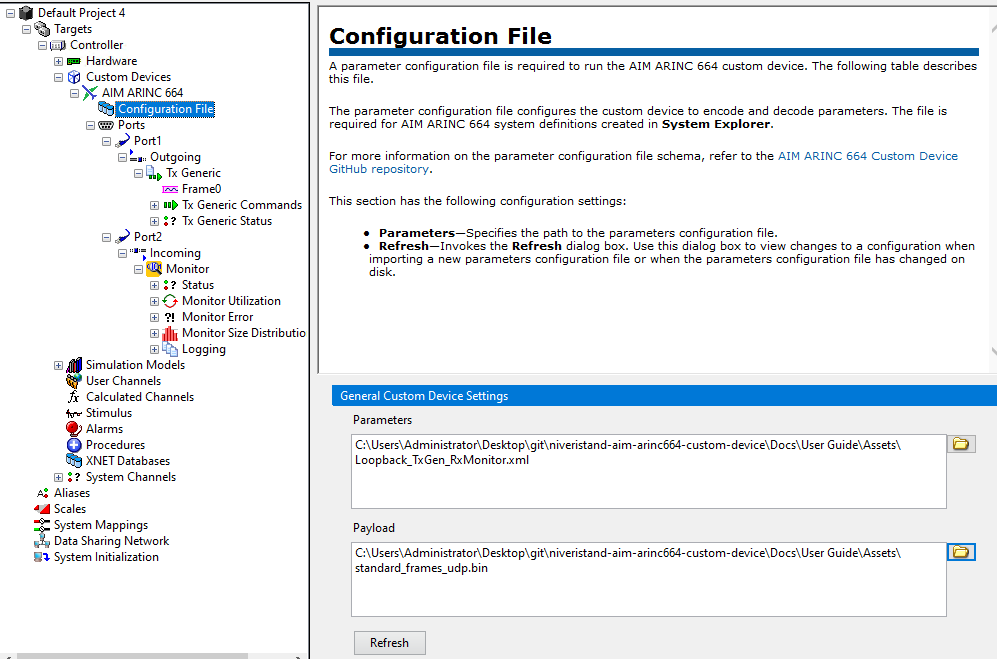 Default Project 4
Targets
Controller
Hardware
Custom Devices
AIM ARINC 664
Configuration File
Ports
Port1
Outgoing
Tx Generic
Frame0
Tx Generic Commands
Tx Generic Status
Port2
Incoming
Monitor
Status
Monitor Utilization
Monitor Error
Monitor Size Distributio
Logging
Simulation Models
User Channels
Calculated Channels
Stimulus
Alarms
Procedures
XNET Databases
System Channels
Aliases
Scales
System Mappings
Data Sharing Network
System Initialization
Configuration File
A parameter configuration file is required to run the AIM ARINC 664 custom device. The following table describes
this file.
The parameter configuration file configures the custom device to encode and decode parameters. The file is
required for AIM ARINC 664 system definitions created in System Explorer.
For more information on the parameter configuration file schema, refer to the AIM ARINC 664 Custom Device
GitHub repository.
This section has the following configuration settings:
• Parameters—Specifies the path to the parameters configuration file.
• Refresh—Invokes the Refresh dialog box. Use this dialog box to view changes to a configuration when
importing a new parameters configuration file or when the parameters configuration file has changed on
disk.
General Custom Device Settings
Parameters
C:\Users\Administrator\Desktop\git\niveristand-aim-arinc664-custom-device\Docs\User Guide\Assets\
Loopback_TxGen_RxMonitor.xml
Payload
C:\Users\Administrator\Desktop\git\niveristand-aim-arinc664-custom-device\Docs\User Guide\Assets\
standard_frames_udp.bin
Refresh